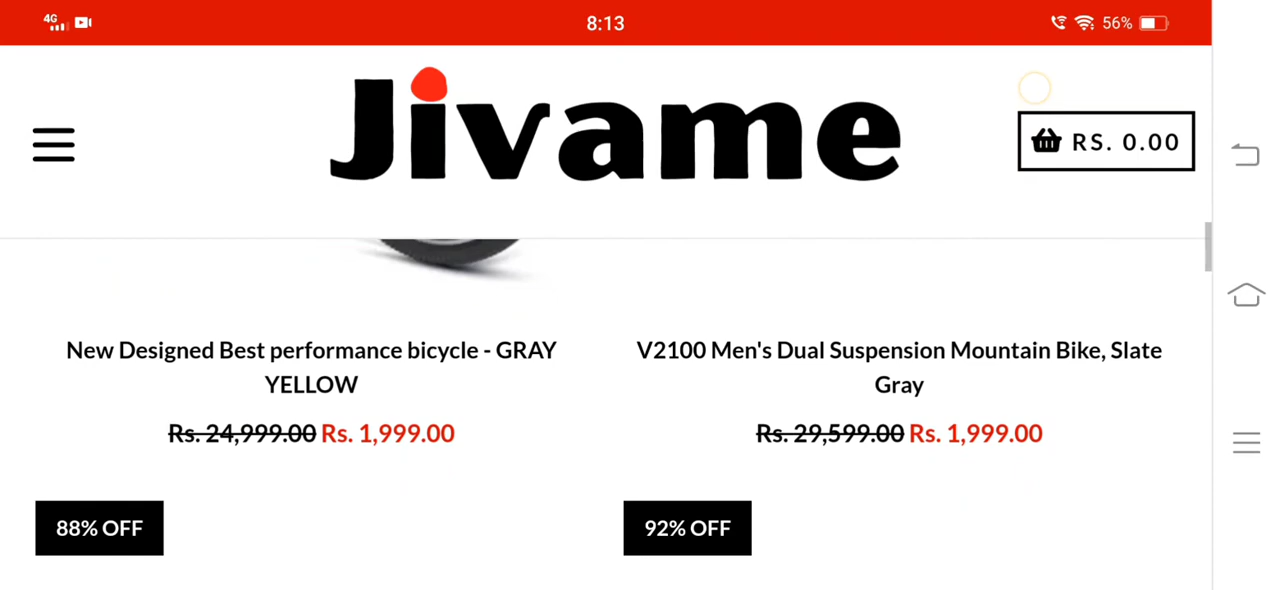 4G
8:13
56%
Jivame
RS. 0.00
New Designed Best performance bicycle - GRAY
YELLOW
Rs. 24,999.00 Rs. 1,999.00
V2100 Men's Dual Suspension Mountain Bike, Slate
Gray
Rs. 29,599.00 Rs. 1,999.00
88% OFF
92% OFF